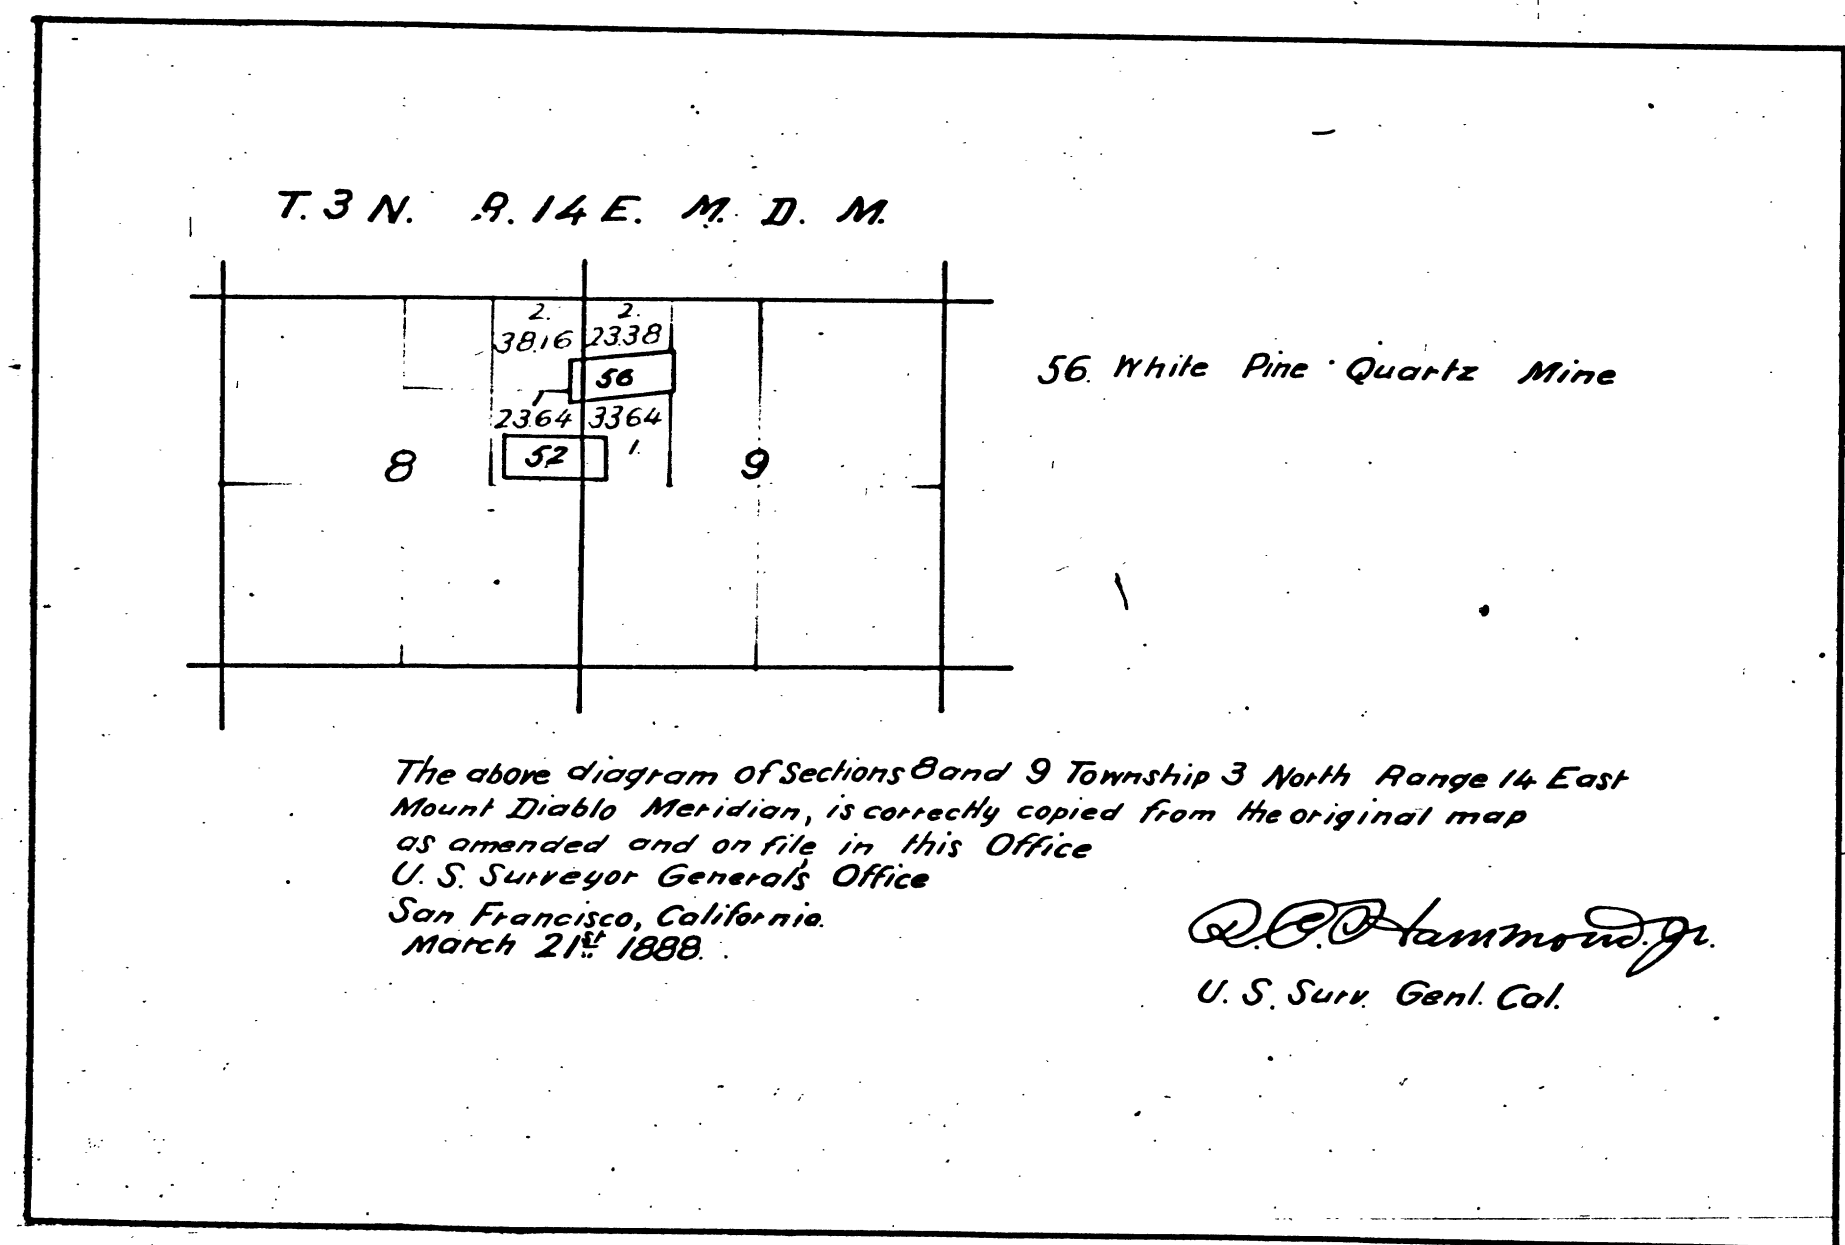 T. 3 N. R. 14 E. M. D. M.
2. 2.
38.16 23.38
56
1
23.64 33.64
1.
52
8 9
56. White Pine Quartz Mine
The above diagram of Sections 8 and 9 Township 3 North Range 14 East
Mount Diablo Meridian, is correctly copied from the original map
as amended and on file in this Office
U. S. Surveyor General's Office
San Francisco, California.
March 21st 1888.
R. P. Hammond. Jr.
U. S. Surv. Genl. Cal.